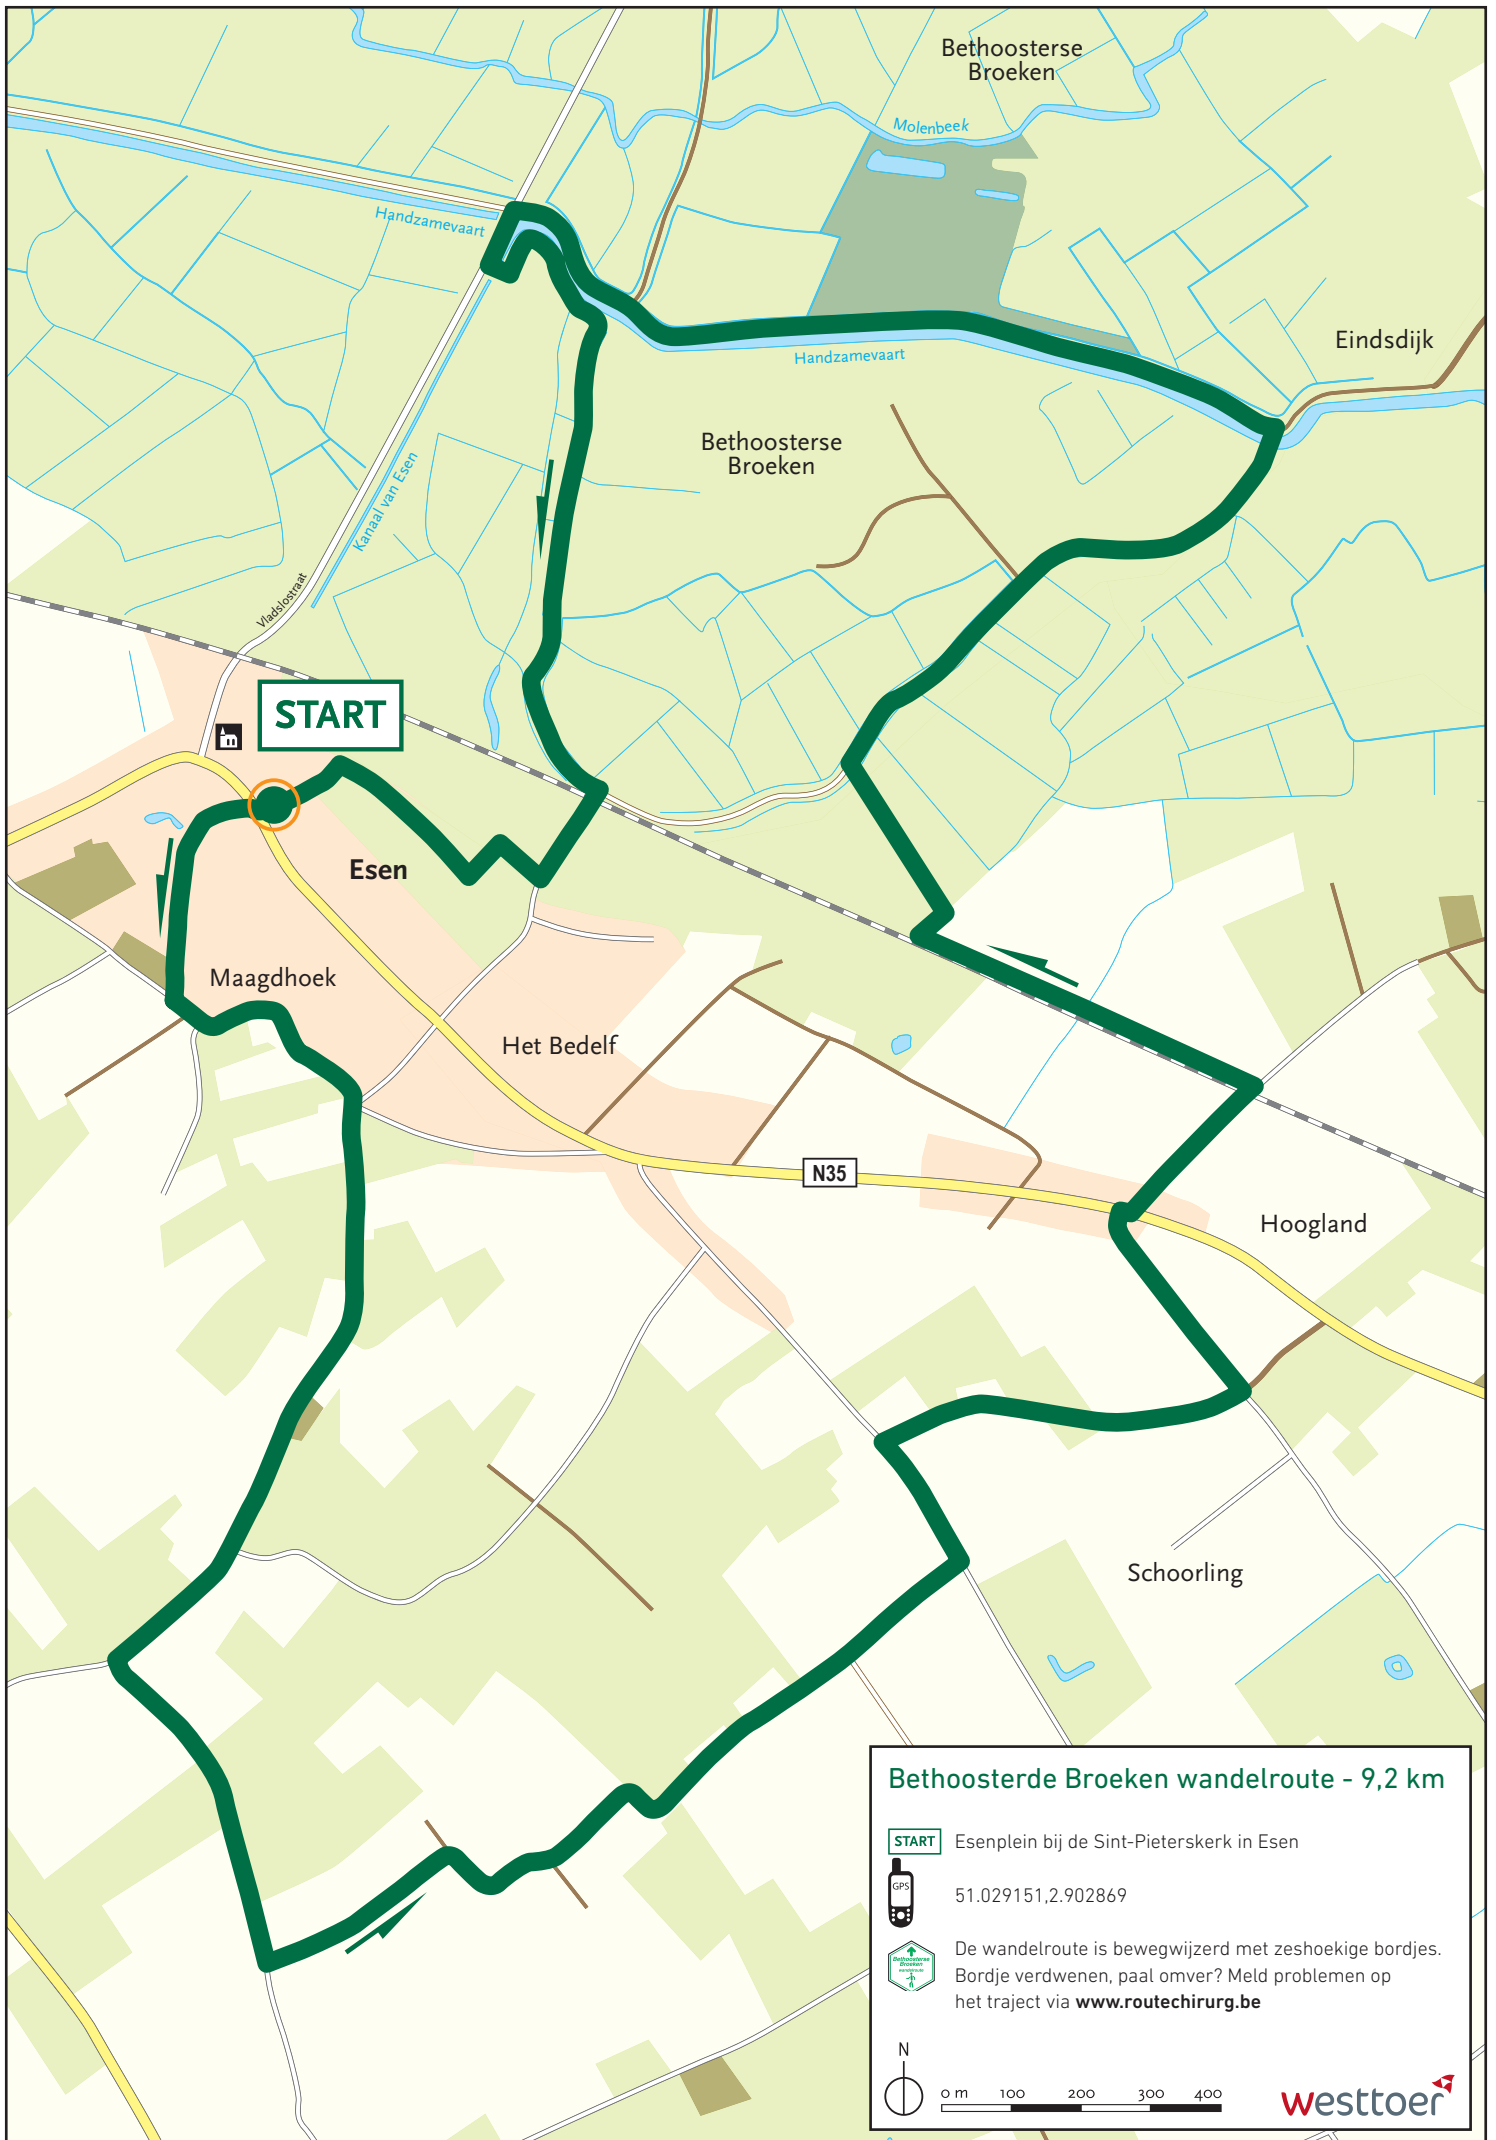 Bethoosterse
Broeken
Molenbeek
Handzamevaart
Eindsdijk
Handzamevaart
Bethoosterse
Broeken
Kanaal van Esen
Vladslostraat
START
Esen
Maagdhoek
Het Bedelf
N35
Hoogland
Schoorling
Bethoosterde Broeken wandelroute - 9,2 km
START Esenplein bij de Sint-Pieterskerk in Esen
GPS 51.029151,2.902869
Bethoosterse
Broeken
wandelroute
De wandelroute is bewegwijzerd met zeshoekige bordjes.
Bordje verdwenen, paal omver? Meld problemen op
het traject via www.routechirurg.be
N
0 m 100 200 300 400
westtoer